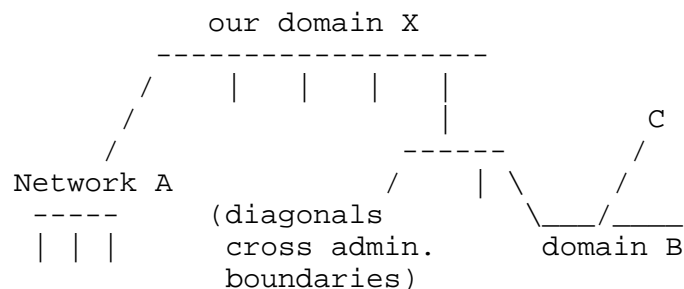 our domain X
C
Network A
(diagonals
cross admin.
domain B
boundaries)